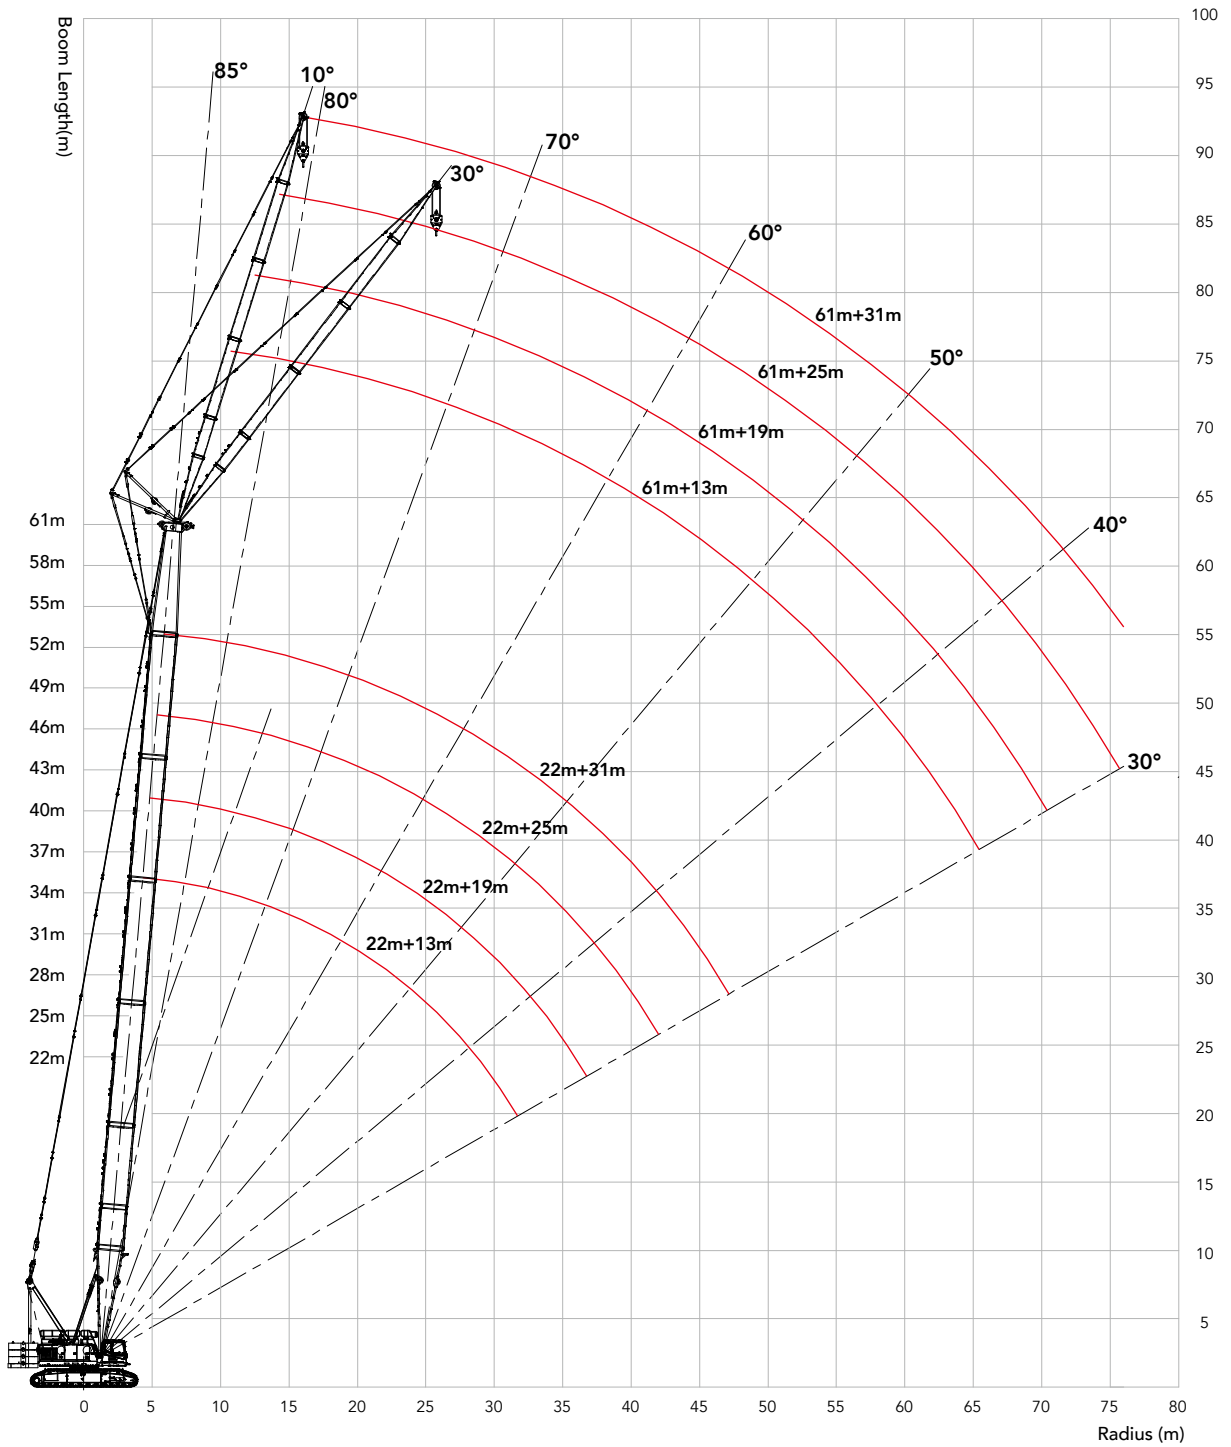 Boom Length(m)
100
85°
10°
80°
95
70°
90
30°
85
60°
80
61m+31m
75
50°
61m+25m
70
61m+19m
65
61m+13m
61m
40°
58m
60
55m
55
52m
49m
50
46m
30°
43m
22m+31m
45
40m
22m+25m
40
37m
22m+19m
34m
35
31m
22m+13m
28m
30
25m
25
22m
20
15
10
5
0 5 10 15 20 25 30 35 40 45 50 55 60 65 70 75 80
Radius (m)